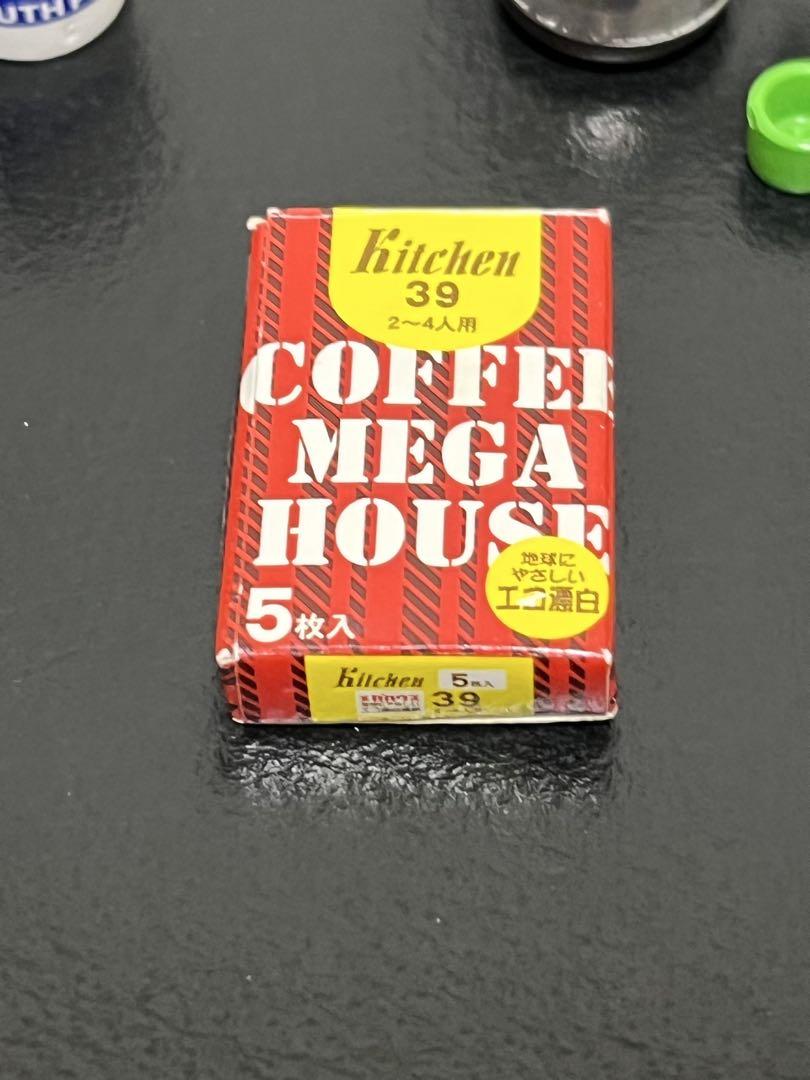 UTH
Kitchen
39
2～4人用
COFFEE
MEGA
HOUSE
地球に
やさしい
エコ漂白
5枚入
Kitchen 5枚入
39